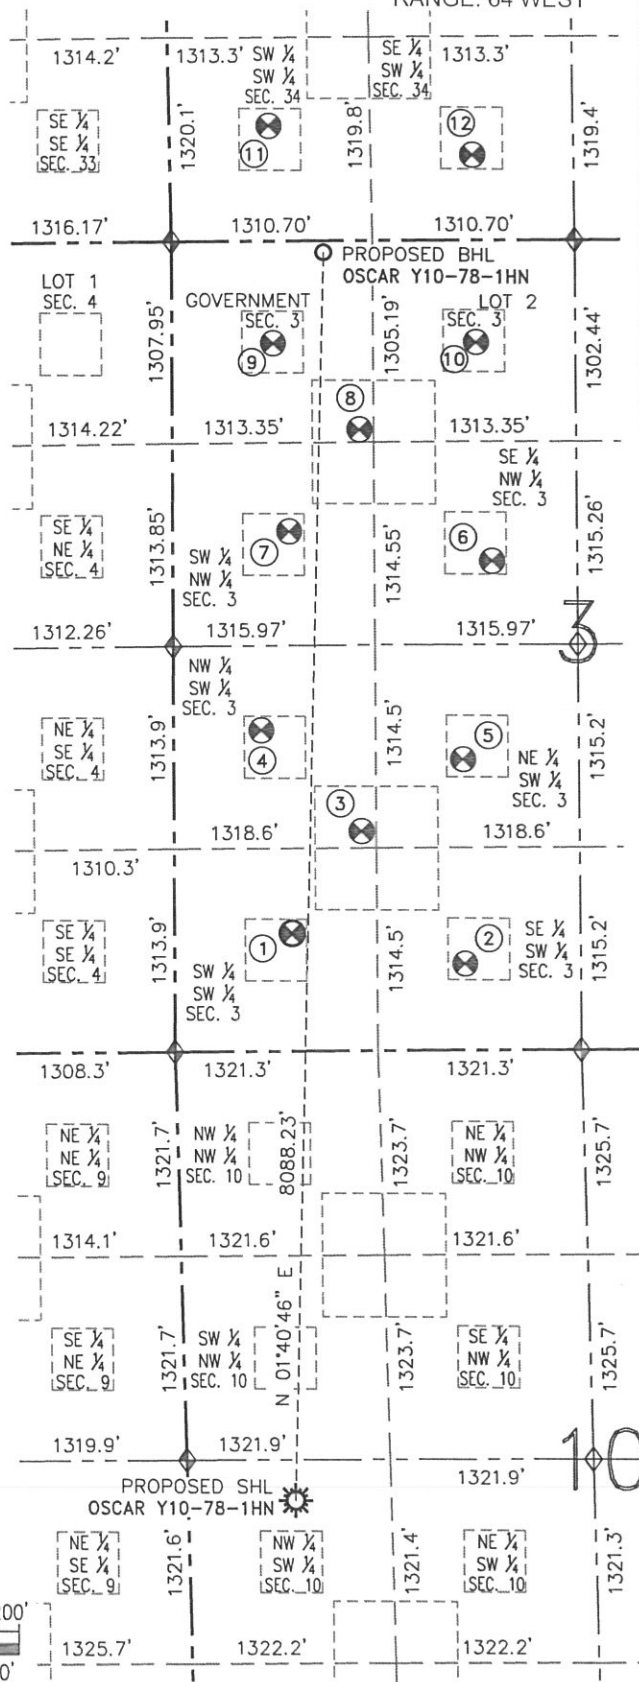 RANGE: 64 WEST
1314.2'
1313.3'
SW ¼
SW ¼
SEC. 34
SE ¼
SW ¼
SEC. 34
1313.3'
SE ¼
SE ¼
SEC. 33
1320.1'
11
1319.8'
12
1319.4'
1316.17'
1310.70'
1310.70'
PROPOSED BHL
OSCAR Y10-78-1HN
LOT 1
SEC. 4
1307.95'
GOVERNMENT
SEC. 3
9
1305.19'
LOT 2
SEC. 3
10
1302.44'
8
1314.22'
1313.35'
1313.35'
SE ¼
NW ¼
SEC. 3
SE ¼
NE ¼
SEC. 4
1313.85'
SW ¼
NW ¼
SEC. 3
7
1314.55'
6
1315.26'
1312.26'
1315.97'
1315.97'
3
NW ¼
SW ¼
SEC. 3
NE ¼
SE ¼
SEC. 4
1313.9'
4
1314.5'
5
NE ¼
SW ¼
SEC. 3
1315.2'
3
1318.6'
1318.6'
1310.3'
SE ¼
SE ¼
SEC. 4
1313.9'
SW ¼
SW ¼
SEC. 3
1
1314.5'
2
SE ¼
SW ¼
SEC. 3
1315.2'
1308.3'
1321.3'
1321.3'
NE ¼
NE ¼
SEC. 9
1321.7'
NW ¼
NW ¼
SEC. 10
8088.23'
1323.7'
NE ¼
NW ¼
SEC. 10
1325.7'
1314.1'
1321.6'
1321.6'
N 01°40'46" E
SE ¼
NE ¼
SEC. 9
1321.7'
SW ¼
NW ¼
SEC. 10
1323.7'
SE ¼
NW ¼
SEC. 10
1325.7'
1319.9'
1321.9'
1321.9'
10
PROPOSED SHL
OSCAR Y10-78-1HN
NE ¼
SE ¼
SEC. 9
1321.6'
NW ¼
SW ¼
SEC. 10
1321.4'
NE ¼
SW ¼
SEC. 10
1321.3'
200'
0'
1325.7'
1322.2'
1322.2'